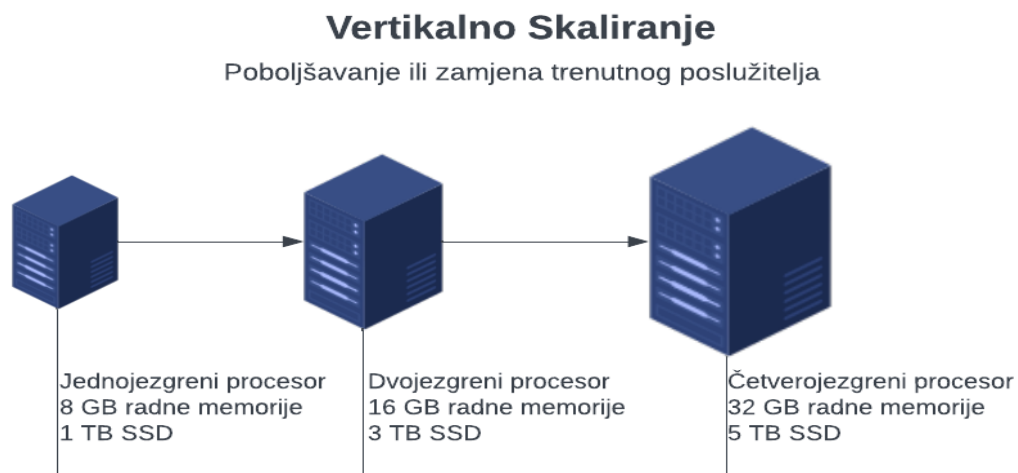 Vertikalno Skaliranje
Poboljšavanje ili zamjena trenutnog poslužitelja
Jednojezgreni procesor
8 GB radne memorije
1 TB SSD
Dvojezgreni procesor
16 GB radne memorije
3 TB SSD
Četverojezgreni procesor
32 GB radne memorije
5 TB SSD